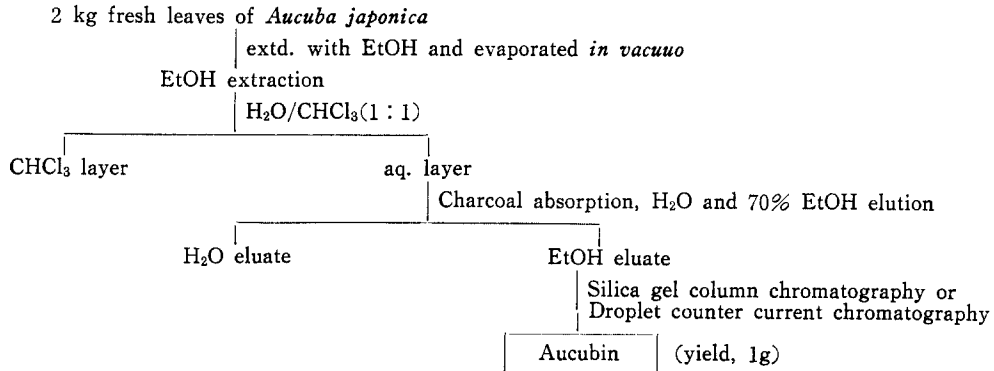 2 kg fresh leaves of Aucuba japonica
extd. with EtOH and evaporated in vacuuo
EtOH extraction
H₂O/CHCl₃(1 : 1)
CHCl₃ layer
aq. layer
Charcoal absorption, H₂O and 70% EtOH elution
H₂O eluate
EtOH eluate
Silica gel column chromatography or
Droplet counter current chromatography
Aucubin (yield, 1g)